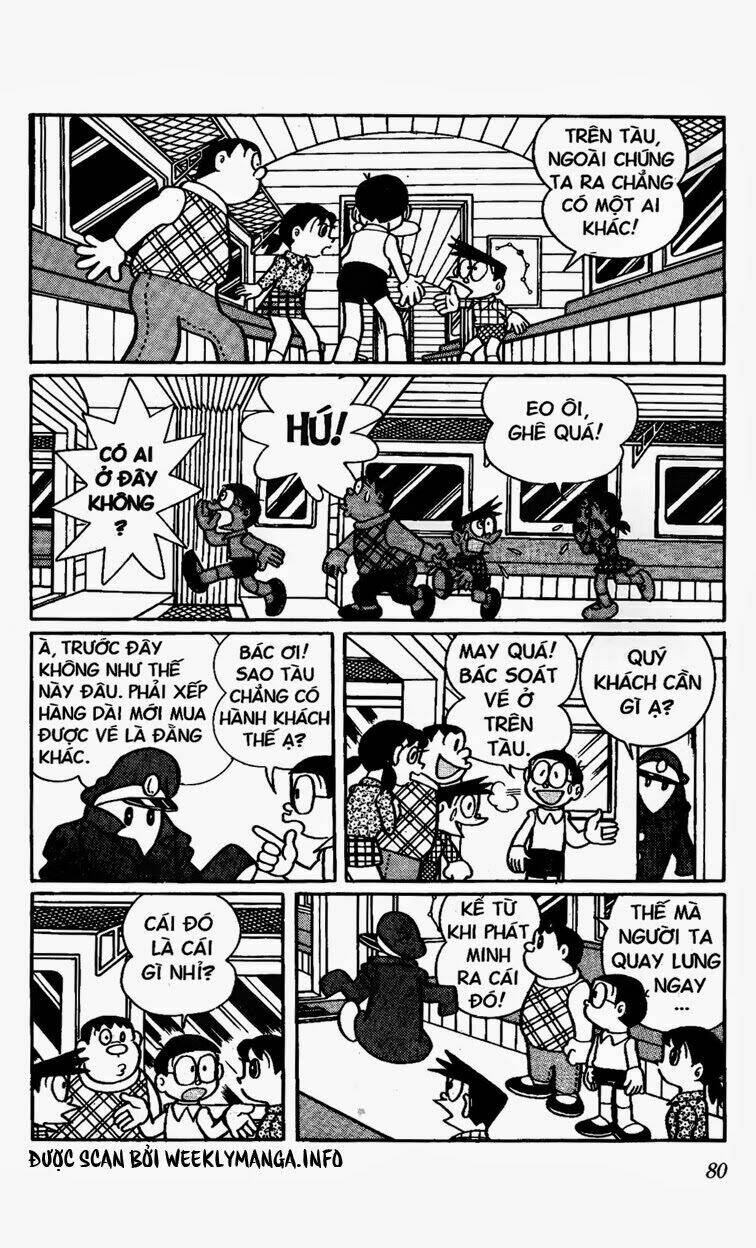 TRÊN TÀU,
NGOÀI CHÚNG
TA RA CHẲNG
CÓ MỘT AI
KHÁC!
EO ÔI,
GHÊ QUÁ!
HÚ!
CÓ AI
Ở ĐÂY
KHÔNG
?
QUÝ
KHÁCH CẦN
GÌ Ạ?
MAY QUÁ!
BÁC SOÁT
VÉ Ở
TRÊN
TÀU.
BÁC ƠI!
SAO TÀU
CHẲNG CÓ
HÀNH KHÁCH
THẾ Ạ?
À, TRƯỚC ĐÂY
KHÔNG NHƯ THẾ
NÀY ĐÂU. PHẢI XẾP
HÀNG DÀI MỚI MUA
ĐƯỢC VÉ LÀ ĐẰNG
KHÁC.
THẾ MÀ
NGƯỜI TA
QUAY LƯNG
NGAY
...
KỂ TỪ
KHI PHÁT
MINH
RA CÁI
ĐÓ!
CÁI ĐÓ
LÀ CÁI
GÌ NHỈ?
ĐƯỢC SCAN BỞI WEEKLYMANGA.INFO
80